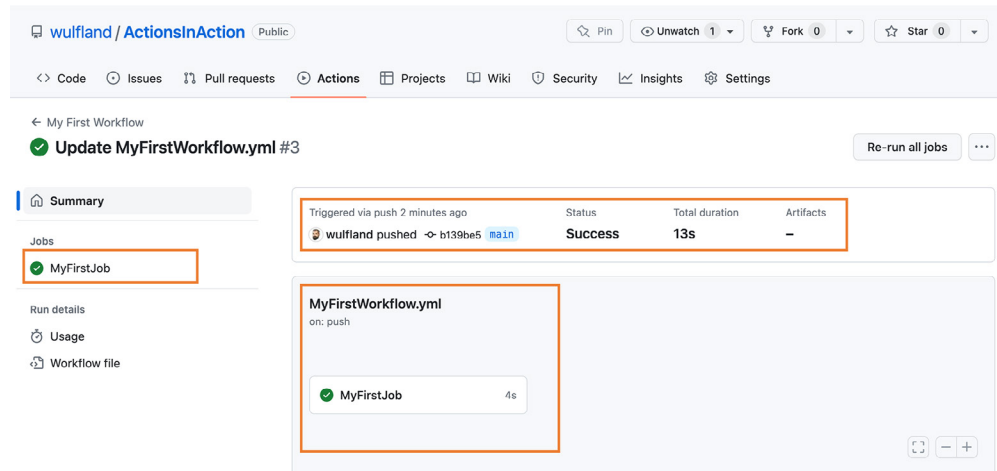 wulfland / ActionsInAction Public Pin Unwatch 1 Fork 0 Star 0
Code Issues Pull requests Actions Projects Wiki Security Insights Settings
← My First Workflow
Update MyFirstWorkflow.yml #3 Re-run all jobs ...
Summary
Jobs
MyFirstJob
Run details
Usage
Workflow file
Triggered via push 2 minutes ago Status Total duration Artifacts
wulfland pushed b139be5 main Success 13s –
MyFirstWorkflow.yml
on: push
MyFirstJob 4s